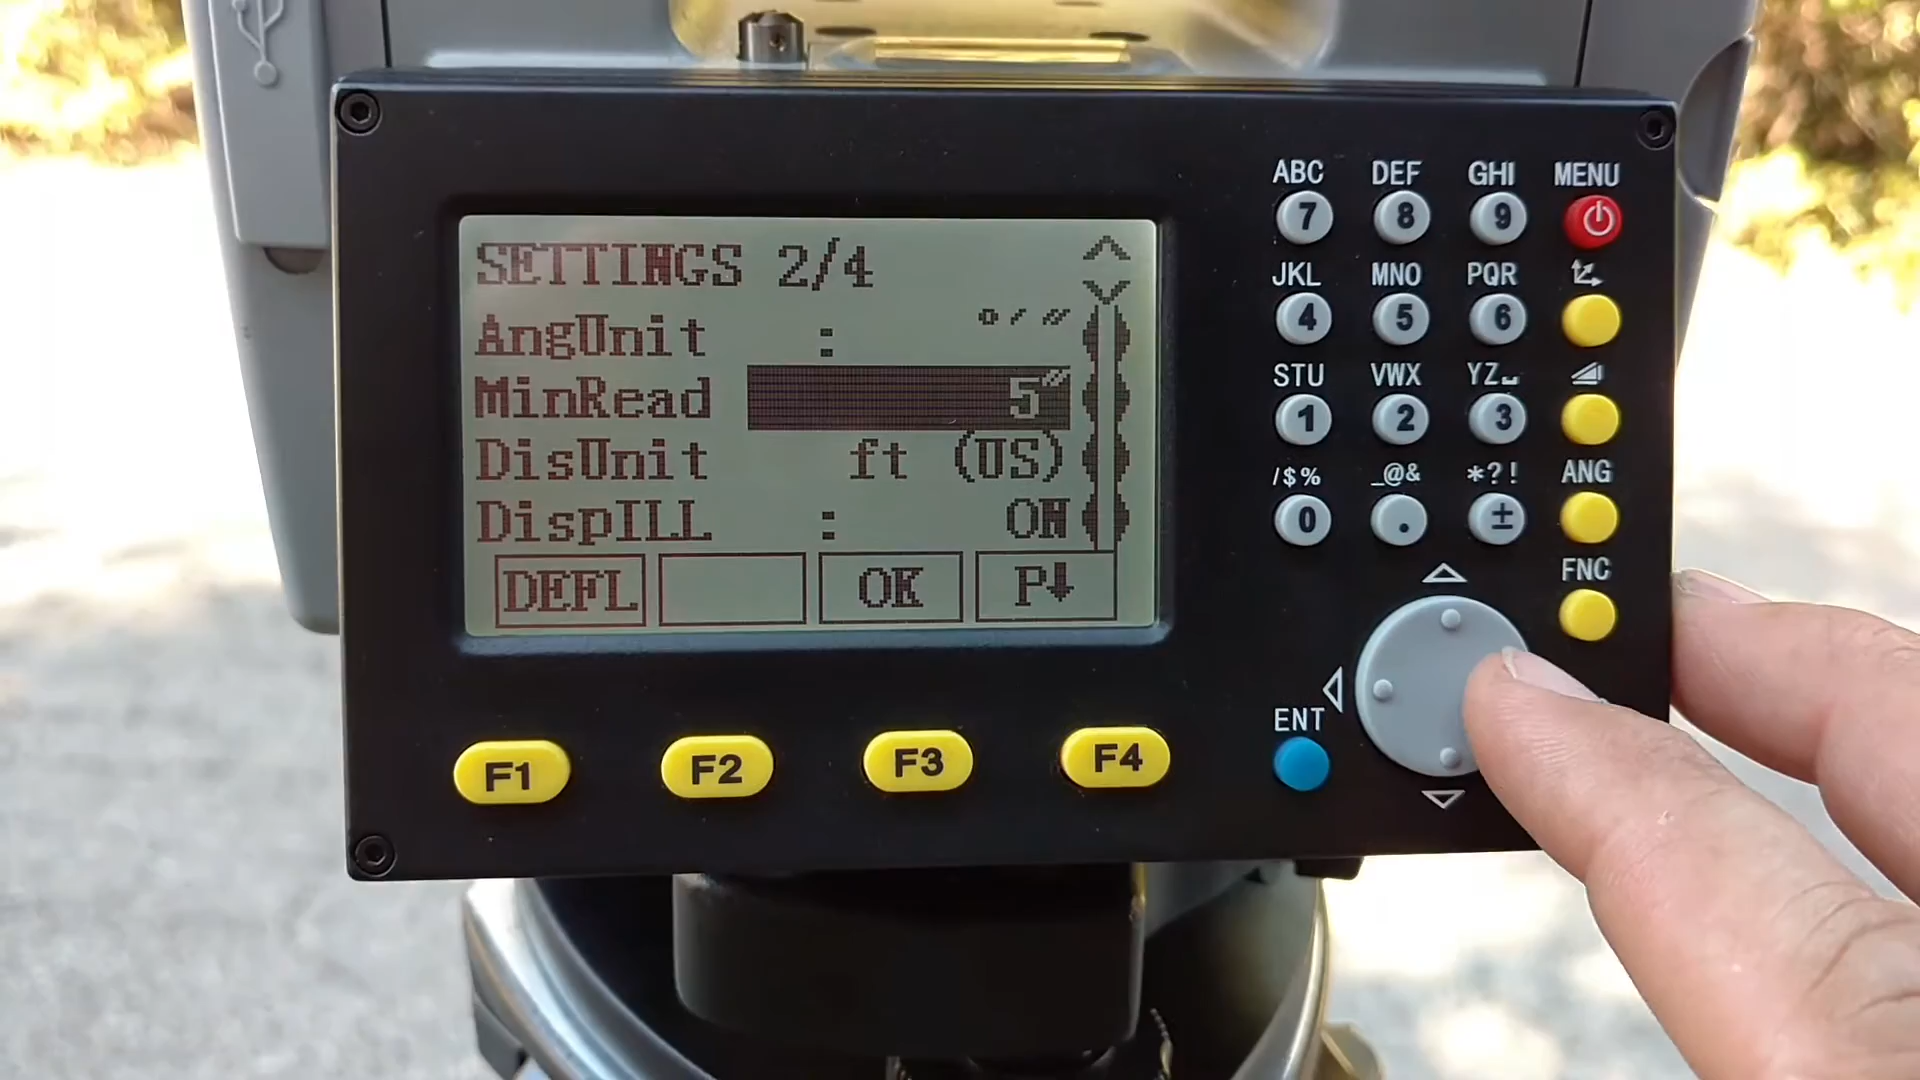 SETTINGS 2/4
AngUnit : ° ′ ″
MinRead 5″
DisUnit ft (US)
DispILL : ON
DEFL OK P↓
F1 F2 F3 F4
ABC DEF GHI MENU
7 8 9
JKL MNO PQR
4 5 6
STU VWX YZ␣
1 2 3
/$% _@& *?! ANG
0 . ±
FNC
ENT